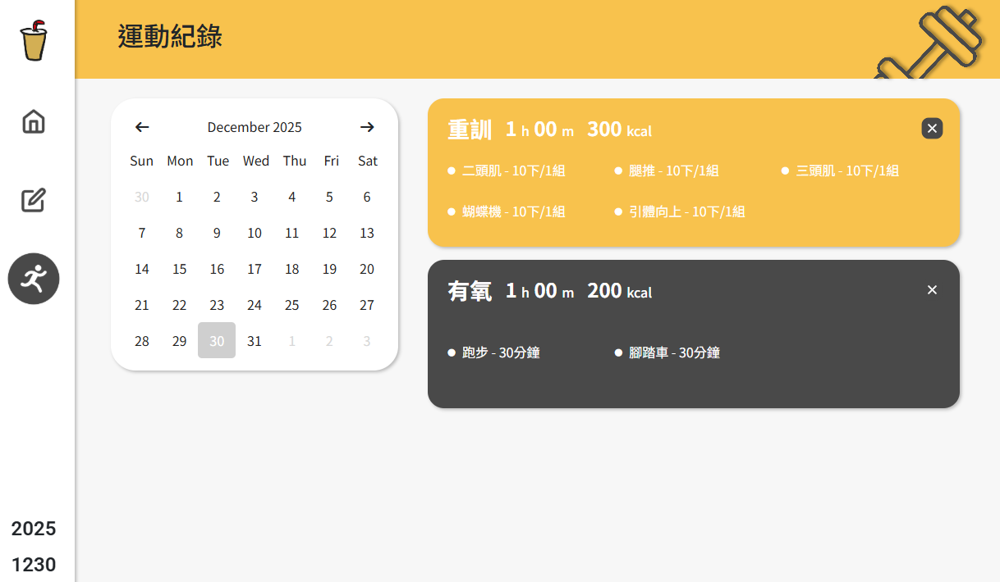 運動紀錄
December 2025
Sun Mon Tue Wed Thu Fri Sat
30 1 2 3 4 5 6
7 8 9 10 11 12 13
14 15 16 17 18 19 20
21 22 23 24 25 26 27
28 29 30 31 1 2 3
重訓 1 h 00 m 300 kcal
二頭肌 - 10下/1組 腿推 - 10下/1組 三頭肌 - 10下/1組
蝴蝶機 - 10下/1組 引體向上 - 10下/1組
有氧 1 h 00 m 200 kcal
跑步 - 30分鐘 腳踏車 - 30分鐘
2025
1230